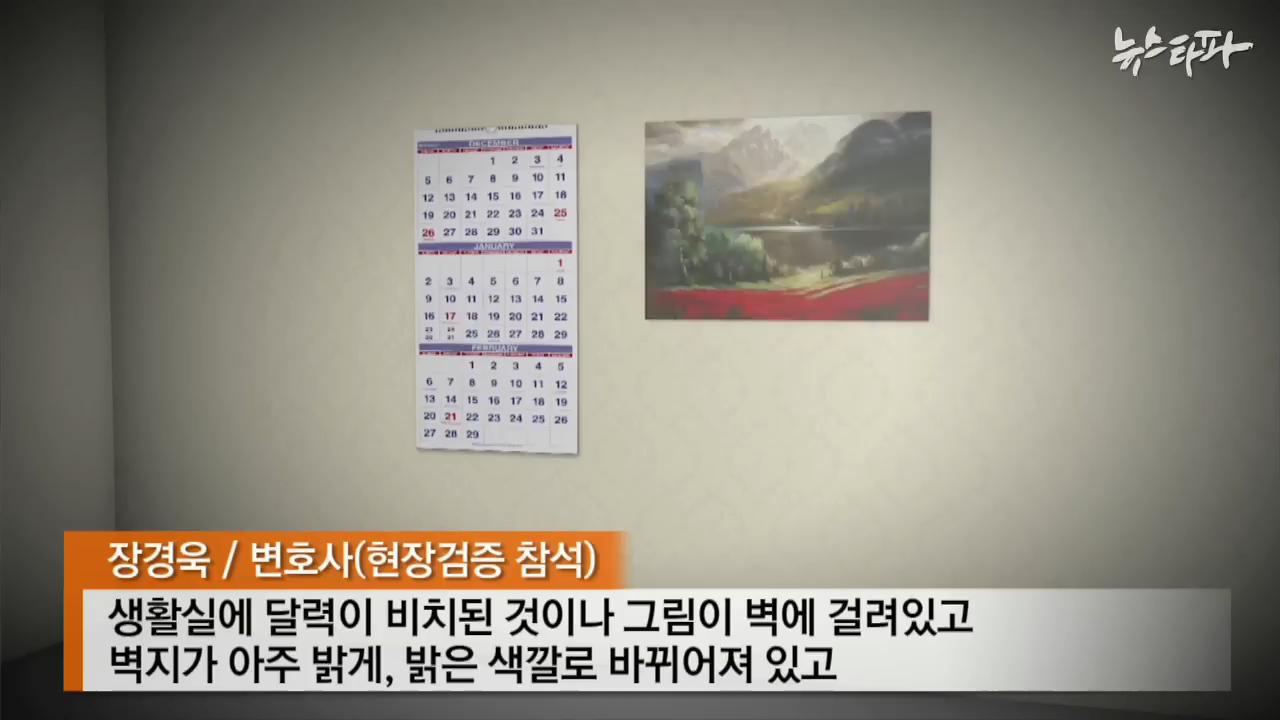 뉴스타파
DECEMBER
1 2 3 4
5 6 7 8 9 10 11
12 13 14 15 16 17 18
19 20 21 22 23 24 25
26 27 28 29 30 31
JANUARY
1
2 3 4 5 6 7 8
9 10 11 12 13 14 15
16 17 18 19 20 21 22
23 24 25 26 27 28 29
30 31
FEBRUARY
1 2 3 4 5
6 7 8 9 10 11 12
13 14 15 16 17 18 19
20 21 22 23 24 25 26
27 28 29
장경욱 / 변호사(현장검증 참석)
생활실에 달력이 비치된 것이나 그림이 벽에 걸려있고
벽지가 아주 밝게, 밝은 색깔로 바뀌어져 있고